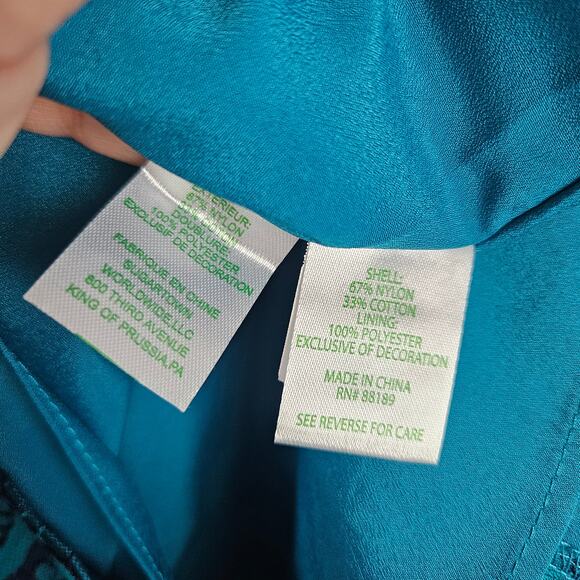 EXTERIEUR:
67% NYLON
DOUBTURE:
100% POLYESTER
EXCLUSIF DE DECORATION
FABRIQUE EN CHINE
SUGARTOWN
WORLDWIDE,LLC
800 THIRD AVENUE
KING OF PRUSSIA,PA
SHELL:
67% NYLON
33% COTTON
LINING:
100% POLYESTER
EXCLUSIVE OF DECORATION
MADE IN CHINA
RN# 88189
SEE REVERSE FOR CARE